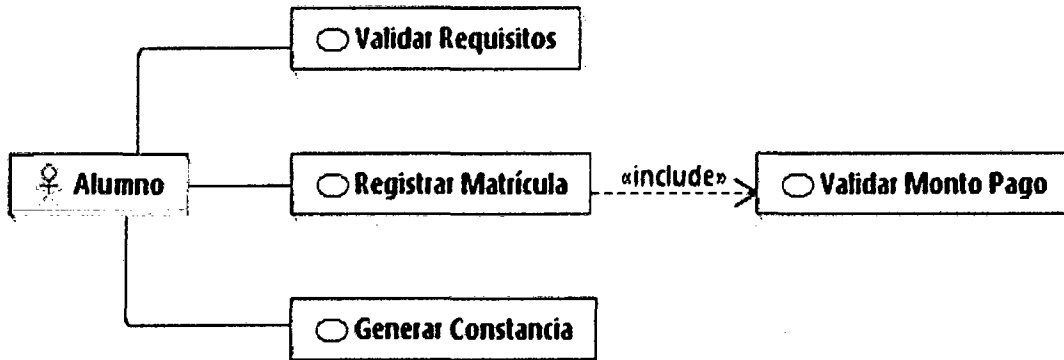 Validar Requisitos
Alumno
Registrar Matrícula
«include»
Validar Monto Pago
Generar Constancia